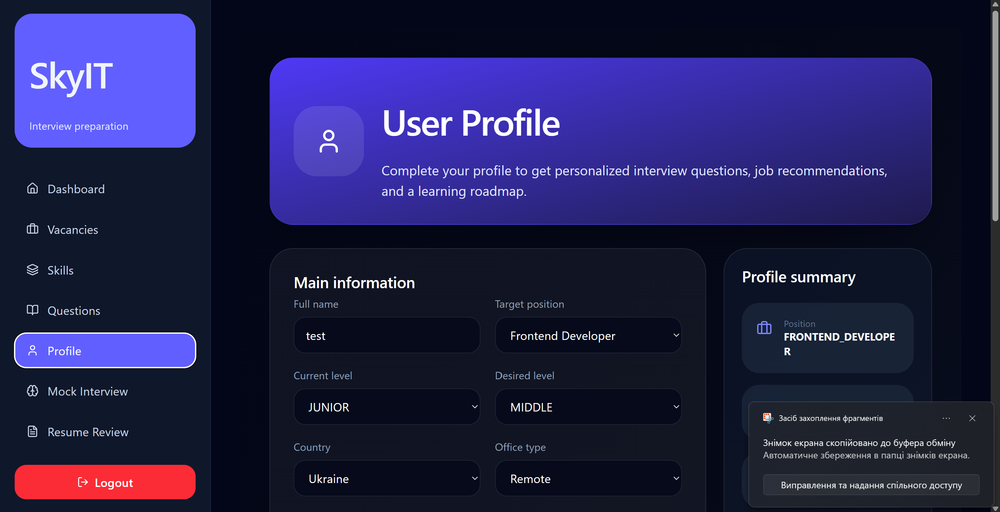 SkyIT
Interview preparation
Dashboard
Vacancies
Skills
Questions
Profile
Mock Interview
Resume Review
Logout
User Profile
Complete your profile to get personalized interview questions, job recommendations,
and a learning roadmap.
Main information
Full name
test
Target position
Frontend Developer
Current level
JUNIOR
Desired level
MIDDLE
Country
Ukraine
Office type
Remote
Profile summary
Position
FRONTEND_DEVELOPE
R
Засіб захоплення фрагментів
Знімок екрана скопійовано до буфера обміну
Автоматичне збереження в папці знімків екрана.
Виправлення та надання спільного доступу